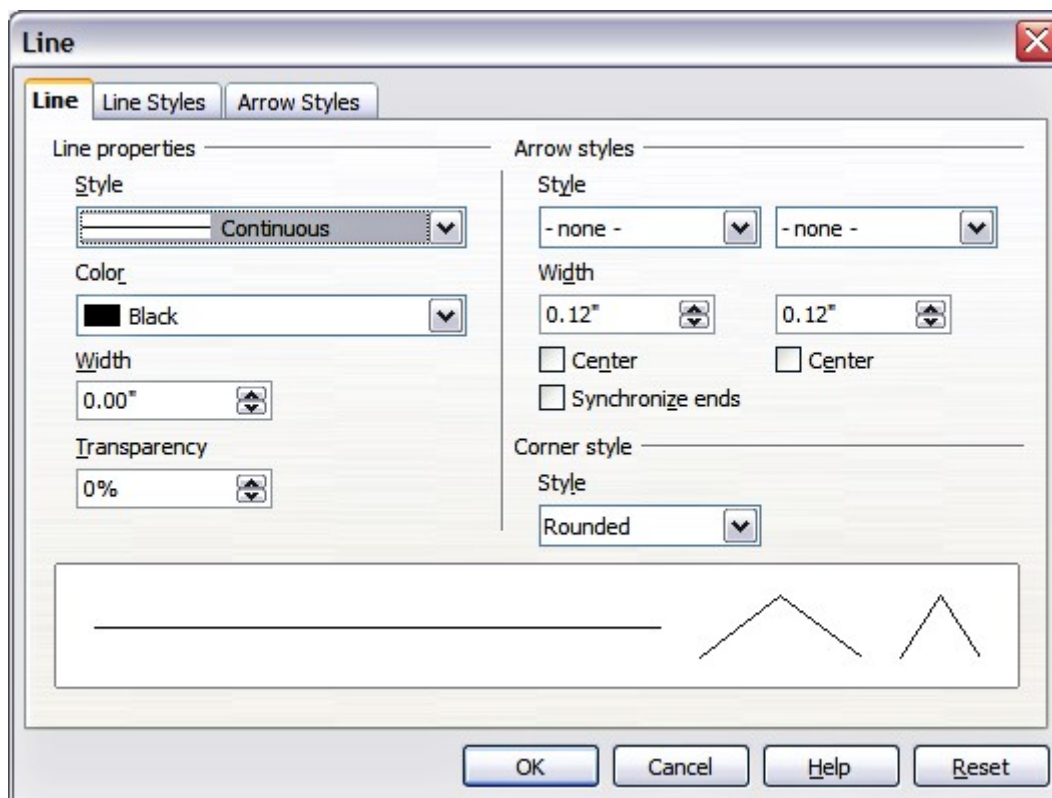 Line
Line Line Styles Arrow Styles
Line properties
Style
Continuous
Color
Black
Width
0.00"
Transparency
0%
Arrow styles
Style
- none - - none -
Width
0.12" 0.12"
Center Center
Synchronize ends
Corner style
Style
Rounded
OK Cancel Help Reset